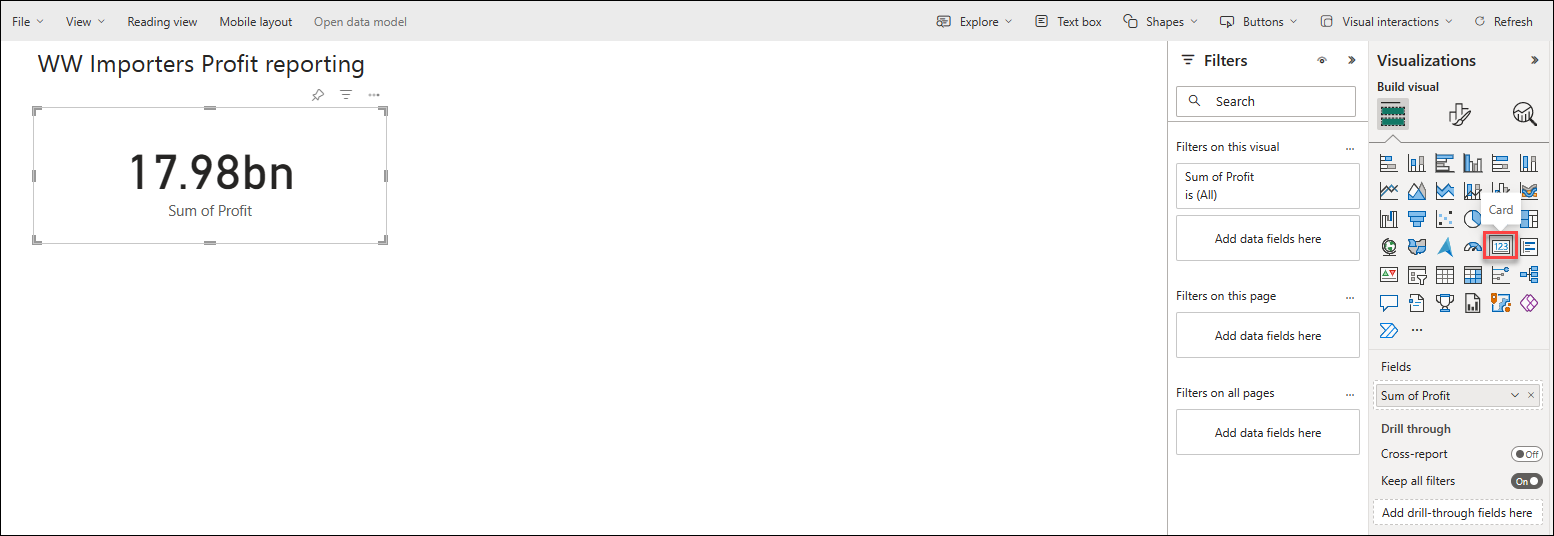 File View Reading view Mobile layout Open data model Explore Text box Shapes Buttons Visual interactions Refresh
WW Importers Profit reporting
17.98bn
Sum of Profit
Filters
Search
Filters on this visual ...
Sum of Profit
is (All)
Add data fields here
Filters on this page ...
Add data fields here
Filters on all pages ...
Add data fields here
Visualizations
Build visual
Card
123
...
Fields
Sum of Profit
Drill through
Cross-report Off
Keep all filters On
Add drill-through fields here